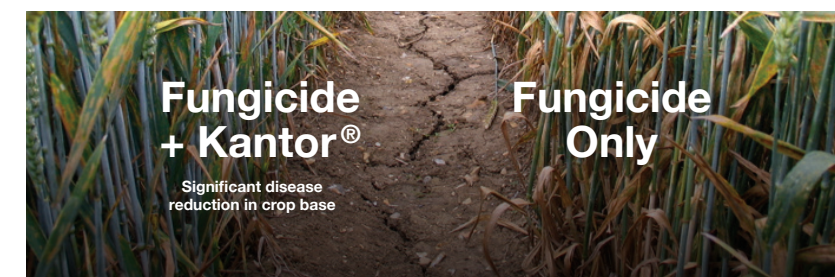 Fungicide
+ Kantor®
Significant disease
reduction in crop base
Fungicide
Only